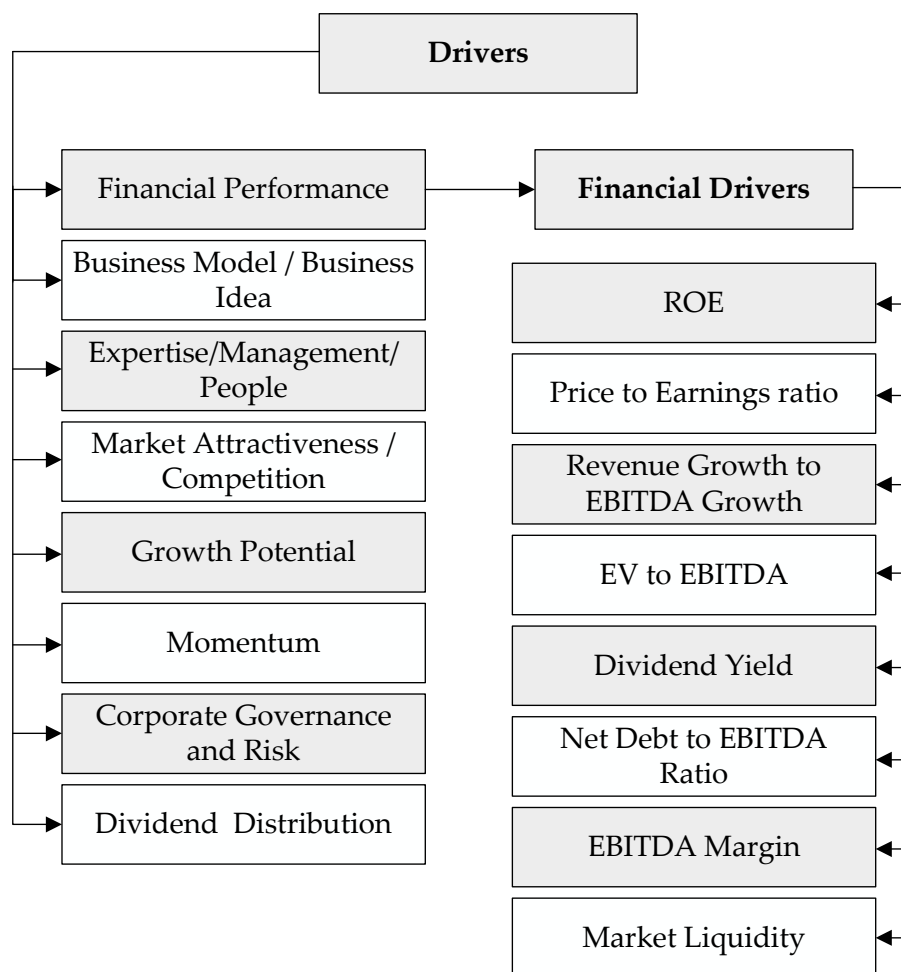 Drivers
Financial Performance
Business Model / Business
Idea
Expertise/Management/
People
Market Attractiveness /
Competition
Growth Potential
Momentum
Corporate Governance
and Risk
Dividend Distribution
Financial Drivers
ROE
Price to Earnings ratio
Revenue Growth to
EBITDA Growth
EV to EBITDA
Dividend Yield
Net Debt to EBITDA
Ratio
EBITDA Margin
Market Liquidity